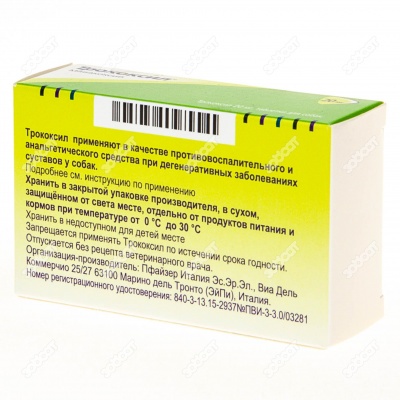 Трококсил
Трококсил применяют в качестве противовоспалительного и
анальгетического средства при дегенеративных заболеваниях
суставов у собак.
Подробнее см. инструкцию по применению
Хранить в закрытой упаковке производителя, в сухом,
защищённом от света месте, отдельно от продуктов питания и
кормов при температуре от 0 °С до 30 °С
Хранить в недоступном для детей месте
Запрещается применять Трококсил по истечении срока годности.
Отпускается без рецепта ветеринарного врача.
Организация-производитель: Пфайзер Италия Эс.Эр.Эл., Виа Дель
Коммерчио 25/27 63100 Марино дель Тронто (ЭйПи), Италия.
Номер регистрационного удостоверения: 840-3-13.15-2937№ПВИ-3-3.0/03281